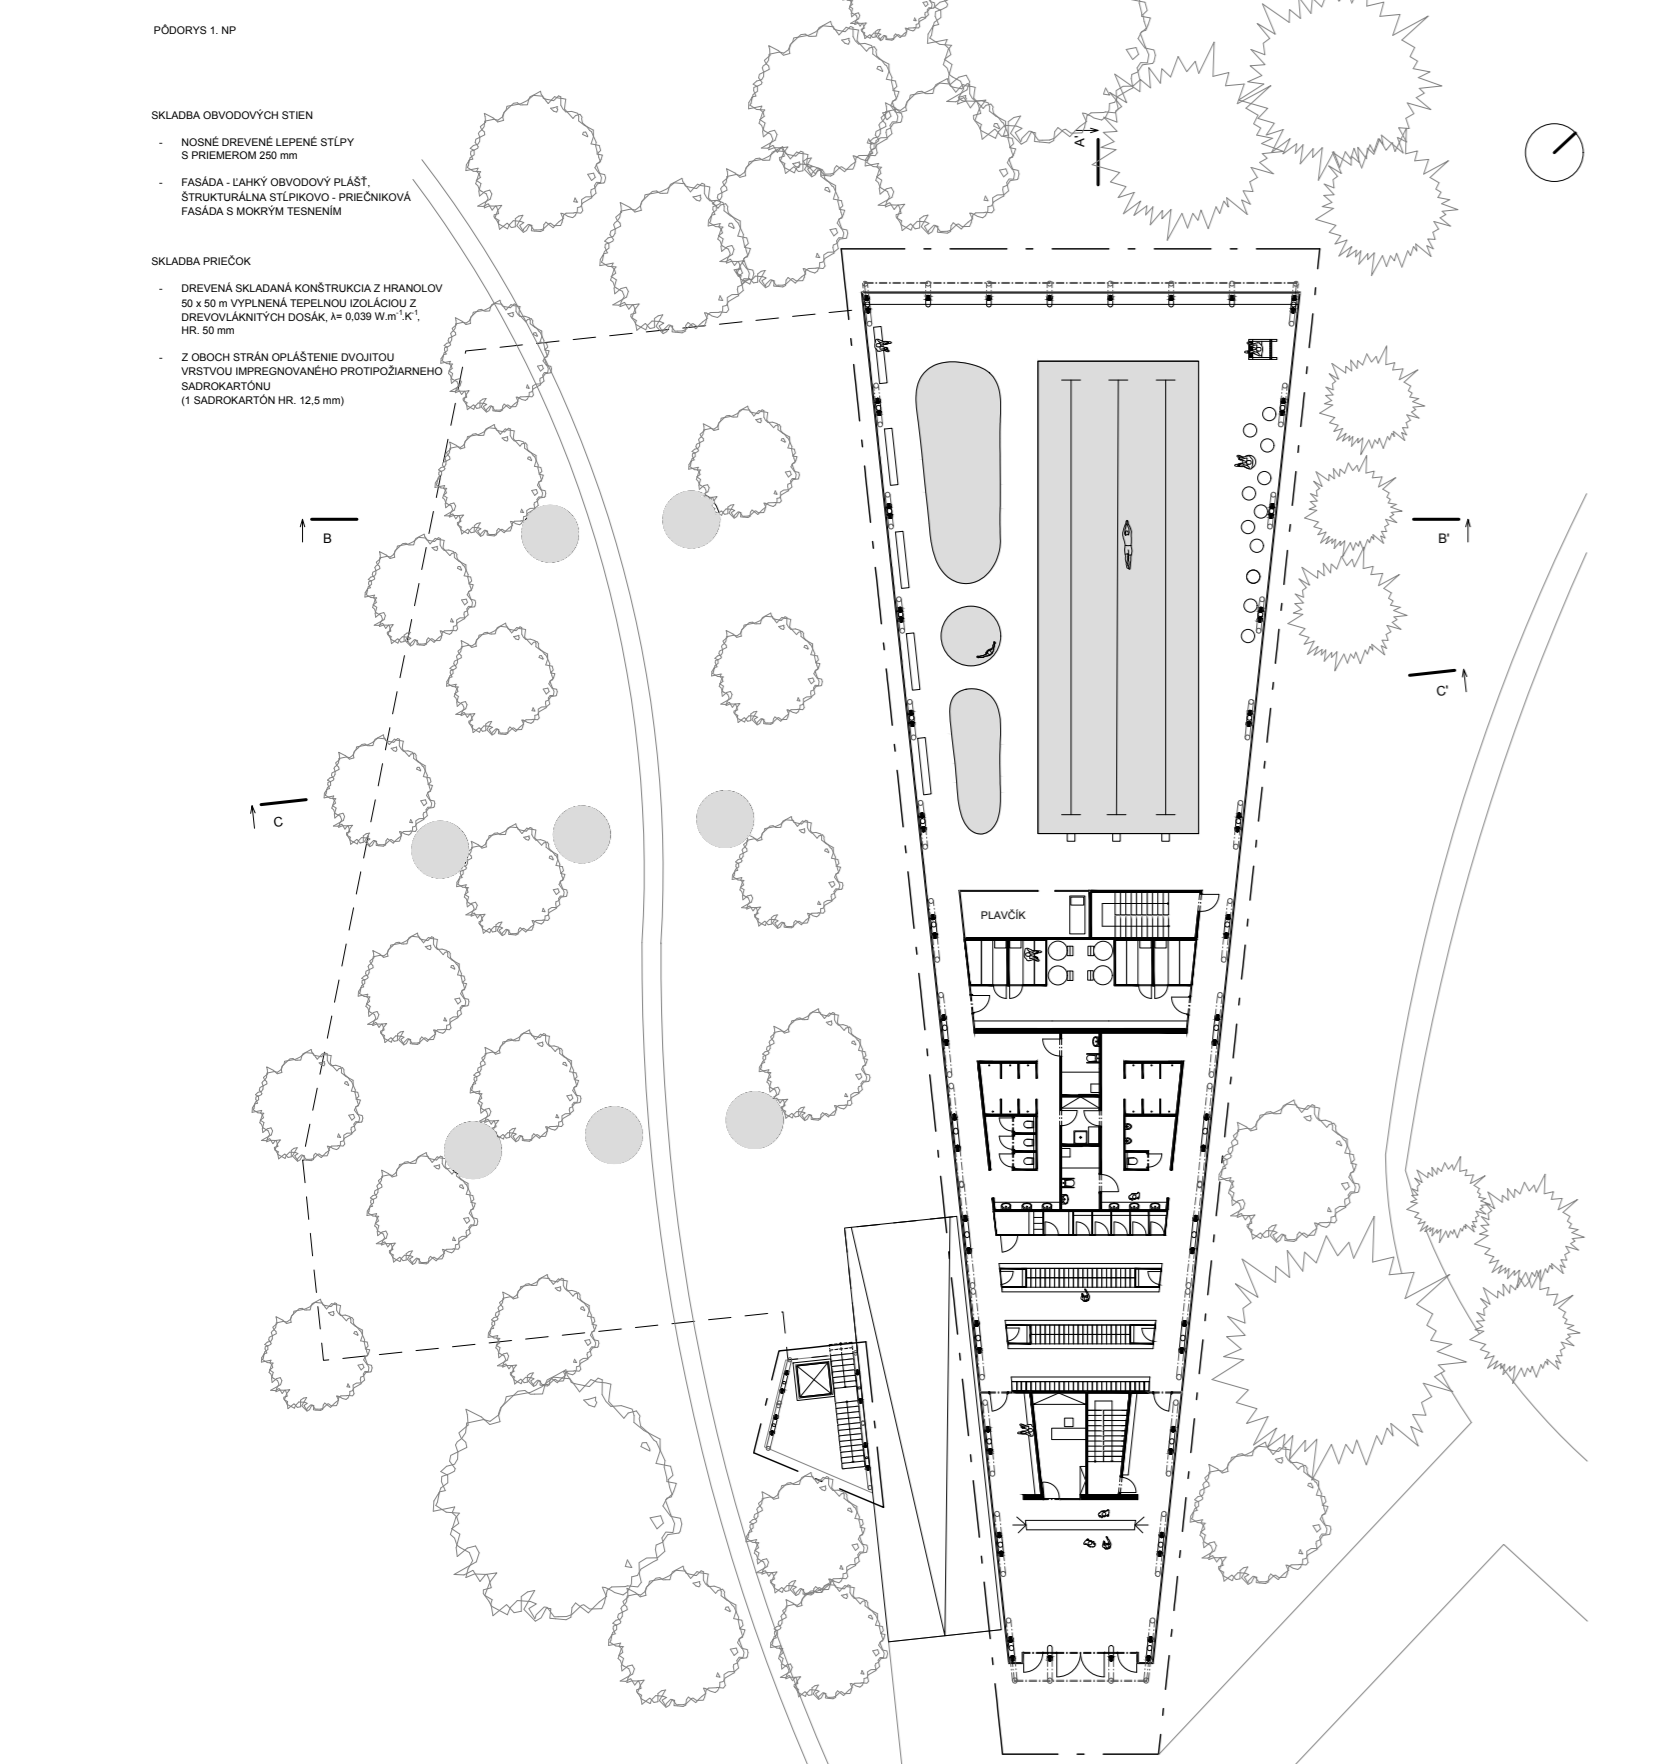 PÔDORYS 1. NP
SKLADBA OBVODOVÝCH STIEN
- NOSNÉ DREVENÉ LEPENÉ STĹPY
S PRIEMEROM 250 mm
- FASÁDA - ĽAHKÝ OBVODOVÝ PLÁŠŤ,
ŠTRUKTURÁLNA STĹPIKOVO - PRIEČNIKOVÁ
FASÁDA S MOKRÝM TESNENÍM
SKLADBA PRIEČOK
- DREVENÁ SKLADANÁ KONŠTRUKCIA Z HRANOLOV
50 x 50 m VYPLNENÁ TEPELNOU IZOLÁCIOU Z
DREVOVLÁKNITÝCH DOSÁK, λ= 0,039 W.m⁻¹.K⁻¹,
HR. 50 mm
- Z OBOCH STRÁN OPLÁŠTENIE DVOJITOU
VRSTVOU IMPREGNOVANÉHO PROTIPOŽIARNEHO
SADROKARTÓNU
(1 SADROKARTÓN HR. 12,5 mm)
A'
B
B'
C'
C
PLAVČÍK